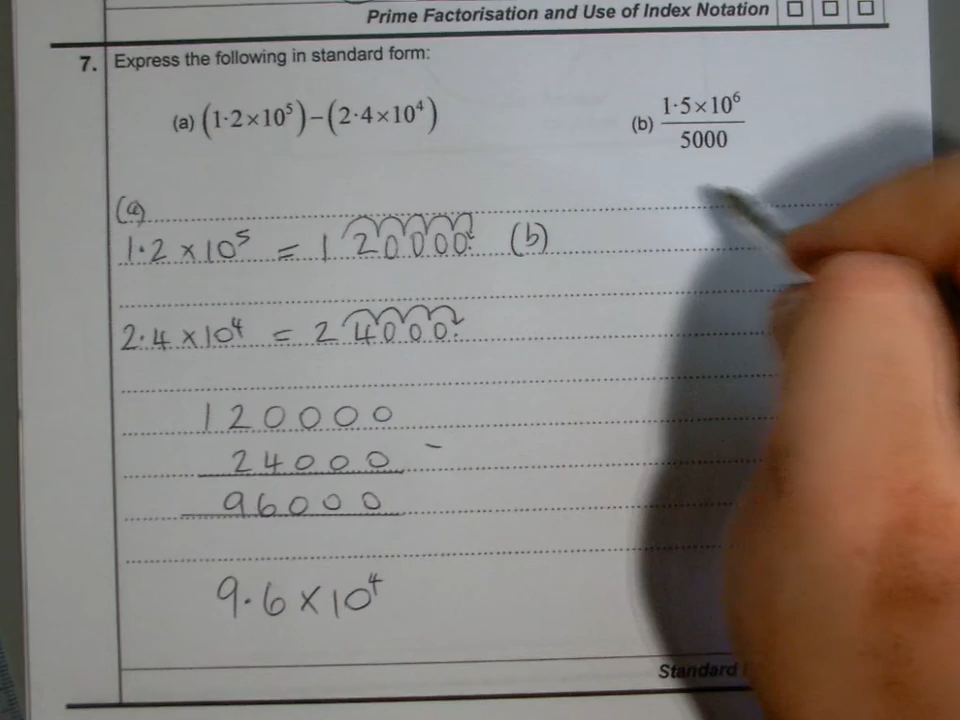 Prime Factorisation and Use of Index Notation
7. Express the following in standard form:
(a) (1·2×10⁵)−(2·4×10⁴) (b) 1·5×10⁶
5000
(a)
1·2 × 10⁵ = 120000. (b)
2·4 × 10⁴ = 24000.
120000
24000 −
96000
9·6 × 10⁴
Standard